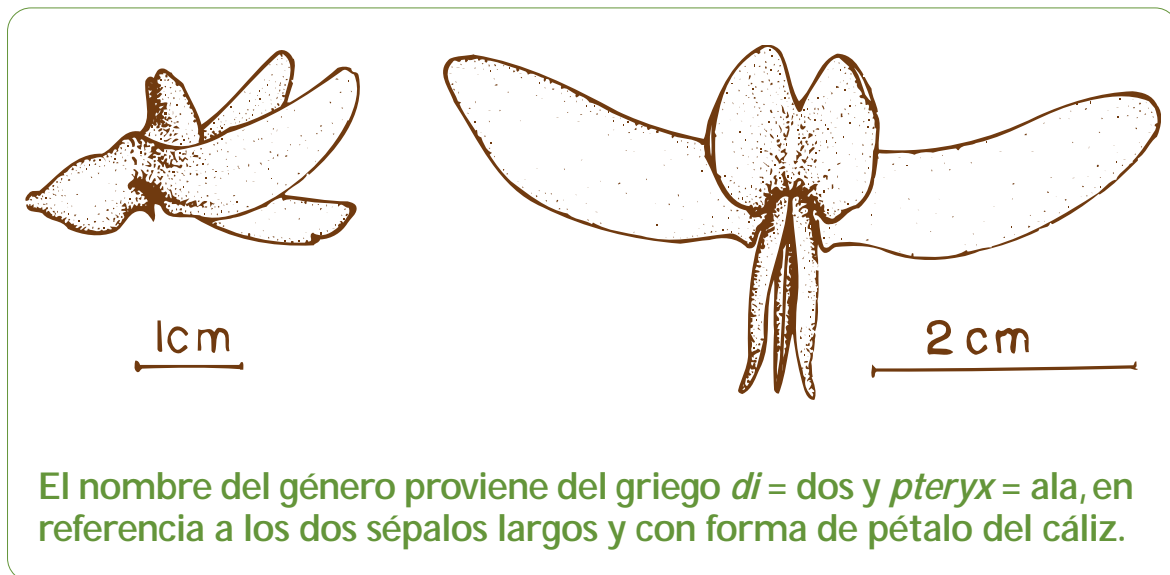 1cm
2 cm
El nombre del género proviene del griego di = dos y pteryx = ala, en
referencia a los dos sépalos largos y con forma de pétalo del cáliz.